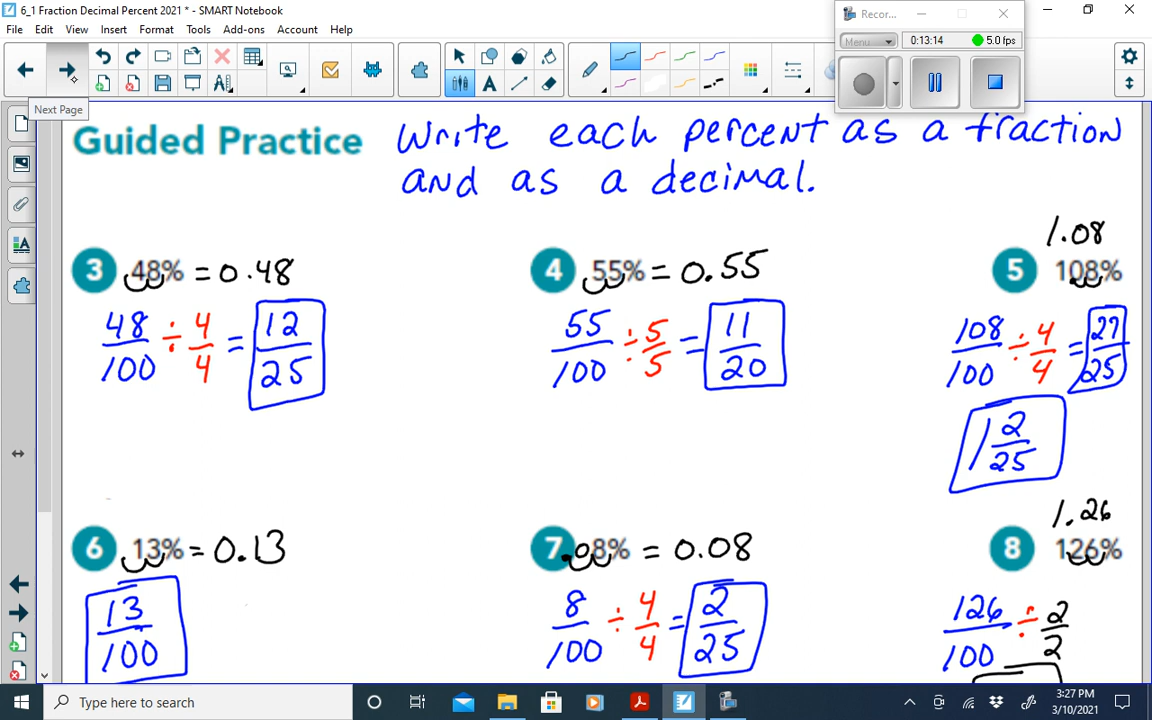 6_1 Fraction Decimal Percent 2021 * - SMART Notebook
File Edit View Insert Format Tools Add-ons Account Help
Recor...
Menu
0:13:14
5.0 fps
Next Page
Guided Practice
Write each percent as a fraction
and as a decimal.
3 48% = 0.48
48/100 ÷ 4/4 = 12/25
4 55% = 0.55
55/100 ÷ 5/5 = 11/20
1.08
5 108%
108/100 ÷ 4/4 = 27/25
1 2/25
6 13% = 0.13
13/100
7 .08% = 0.08
8/100 ÷ 4/4 = 2/25
1.26
8 126%
126/100 ÷ 2/2
Type here to search
3:27 PM
3/10/2021